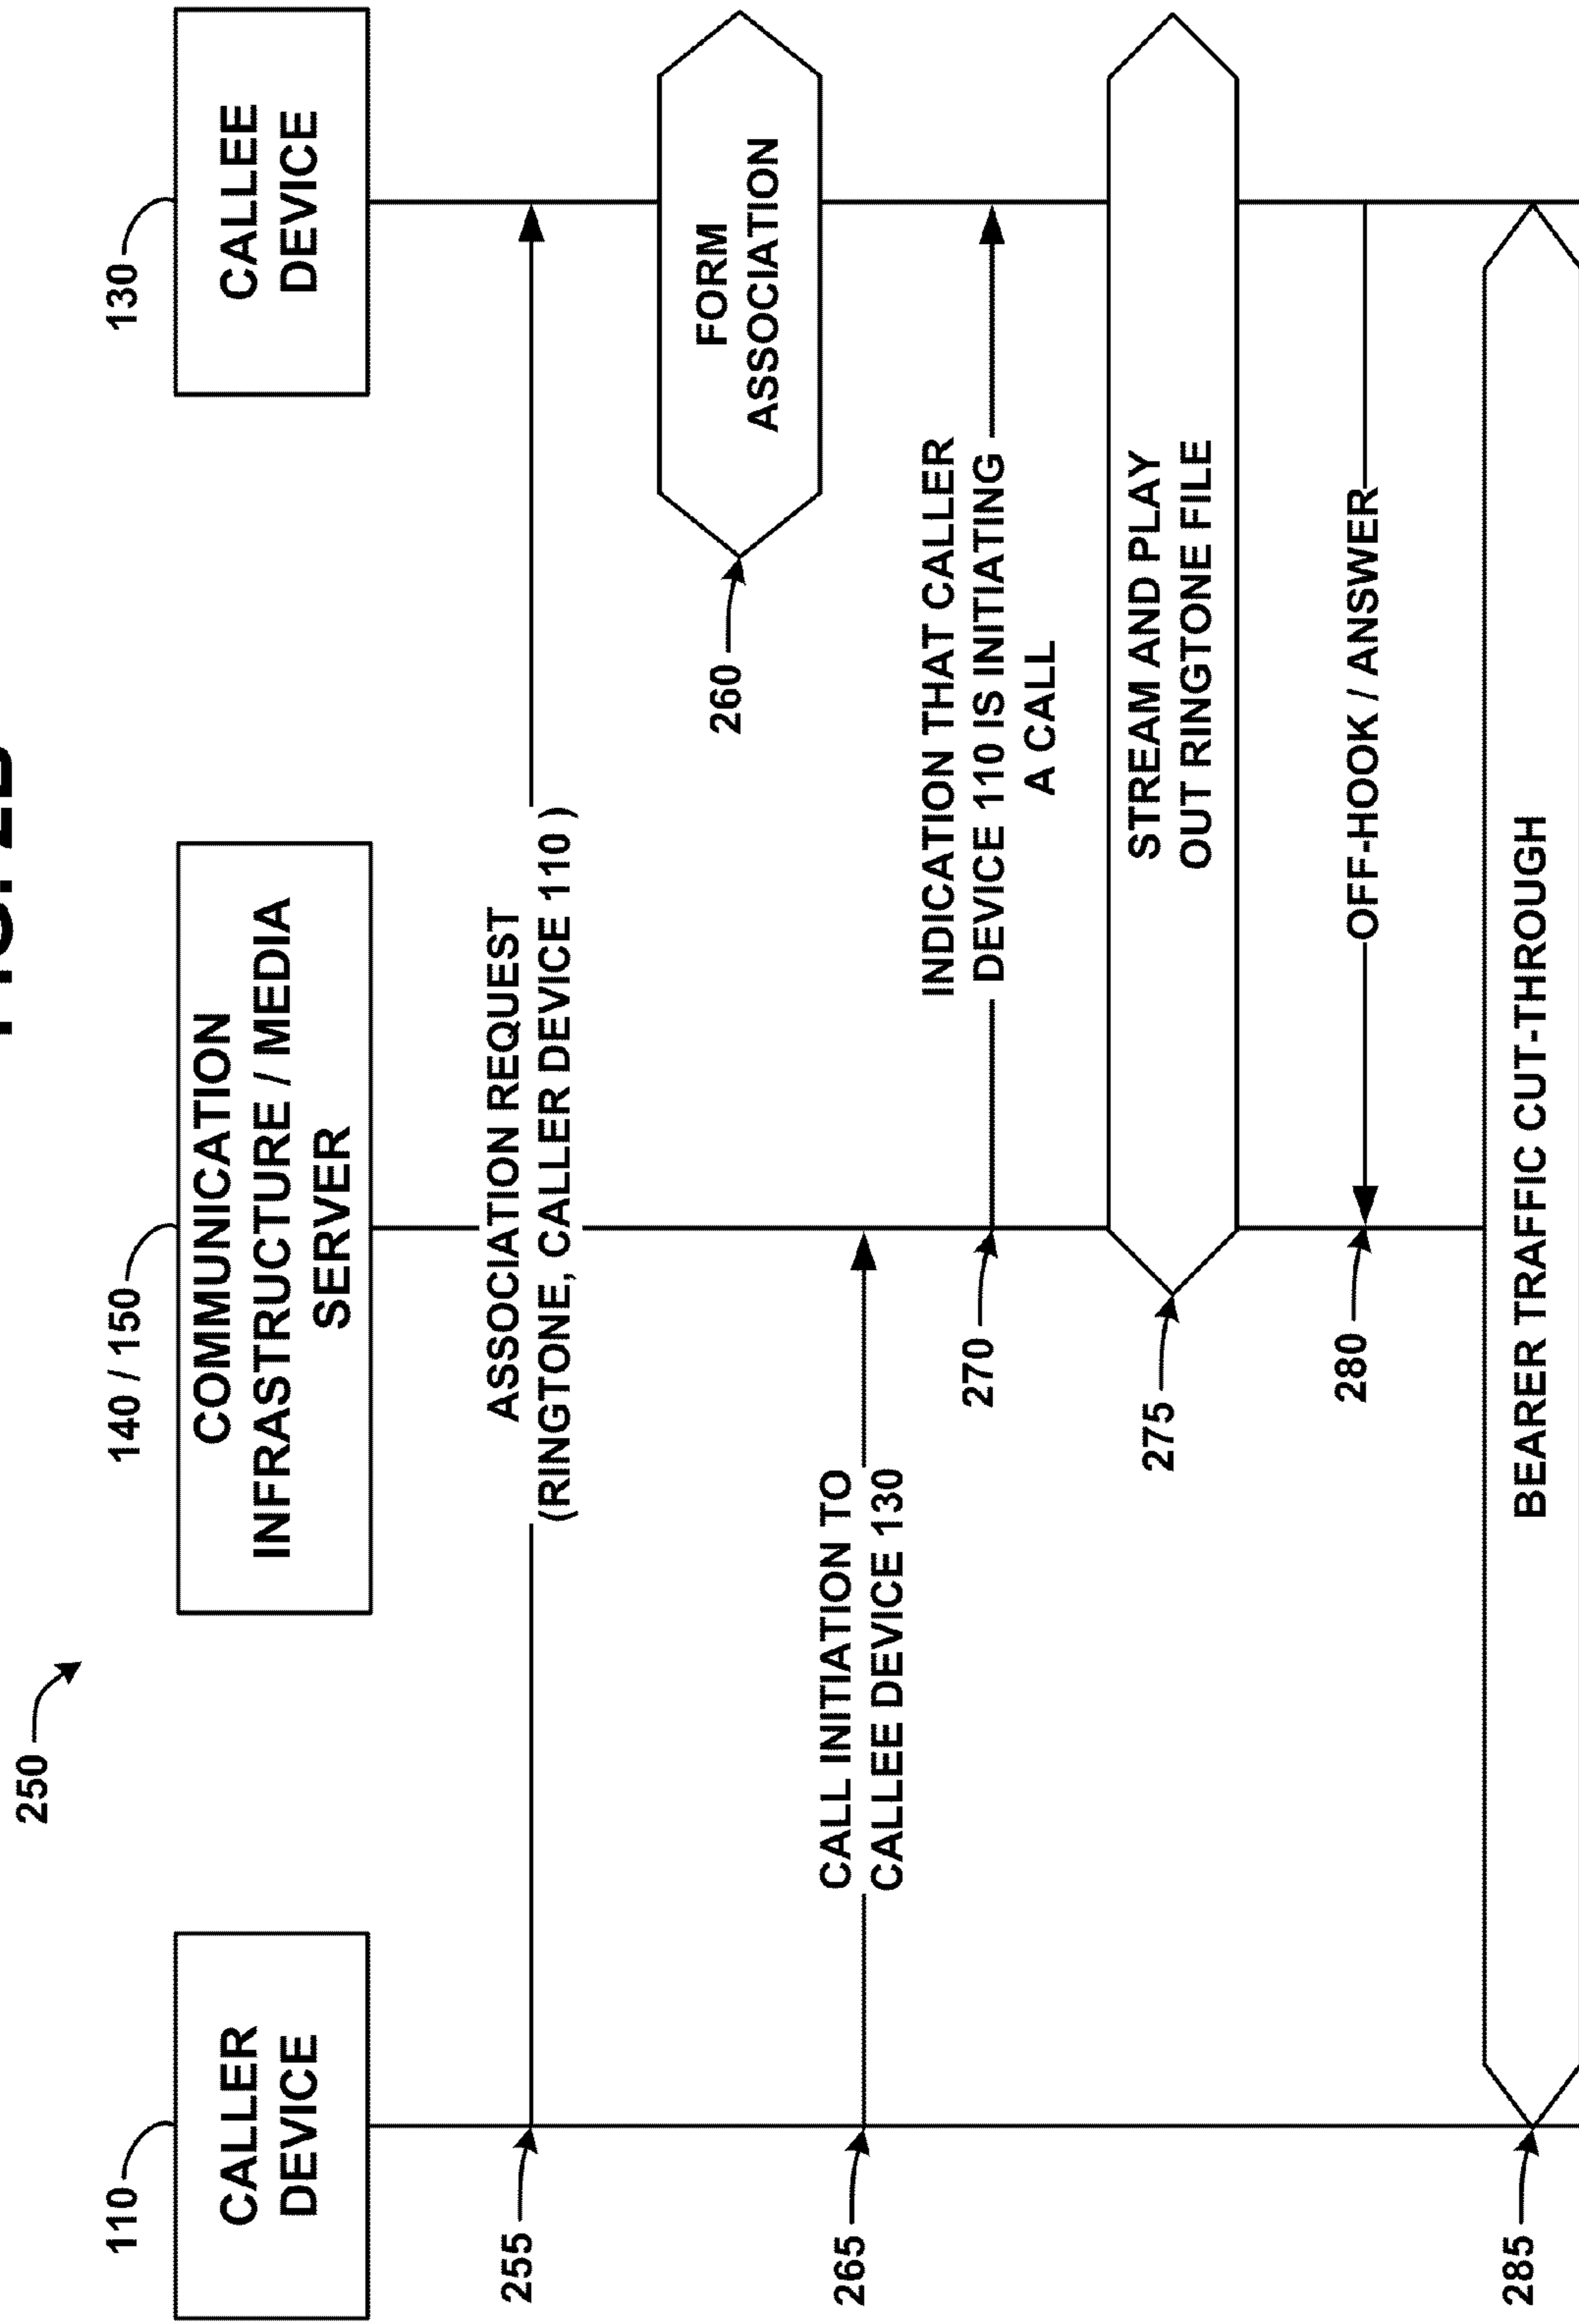 250
110
CALLER
DEVICE
140 / 150
COMMUNICATION
INFRASTRUCTURE / MEDIA
SERVER
130
CALLEE
DEVICE
255
ASSOCIATION REQUEST
(RINGTONE, CALLER DEVICE 110 )
260
FORM
ASSOCIATION
265
CALL INITIATION TO
CALLEE DEVICE 130
270
INDICATION THAT CALLER
DEVICE 110 IS INITIATING
A CALL
275
STREAM AND PLAY
OUT RINGTONE FILE
280
OFF-HOOK / ANSWER
285
BEARER TRAFFIC CUT-THROUGH